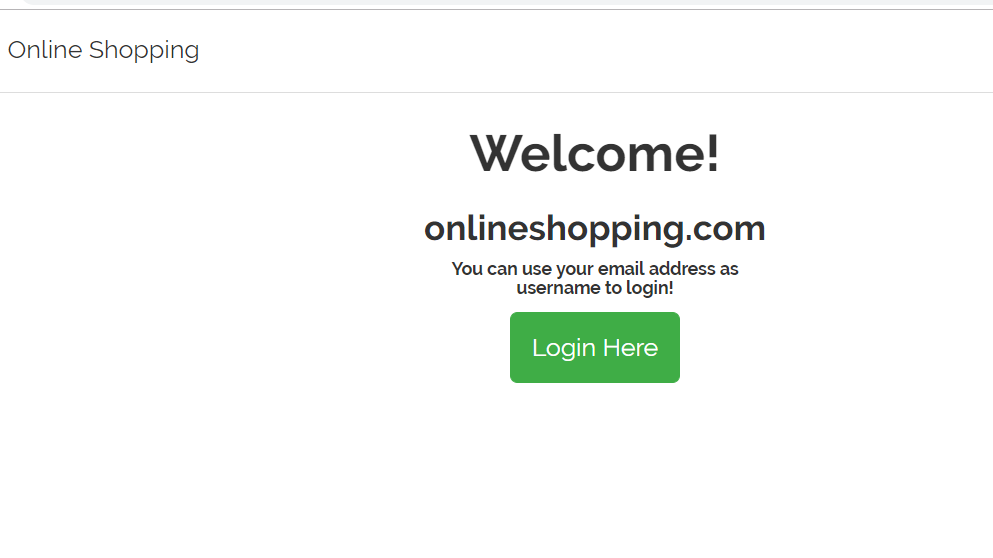 Online Shopping
Welcome!
onlineshopping.com
You can use your email address as
username to login!
Login Here